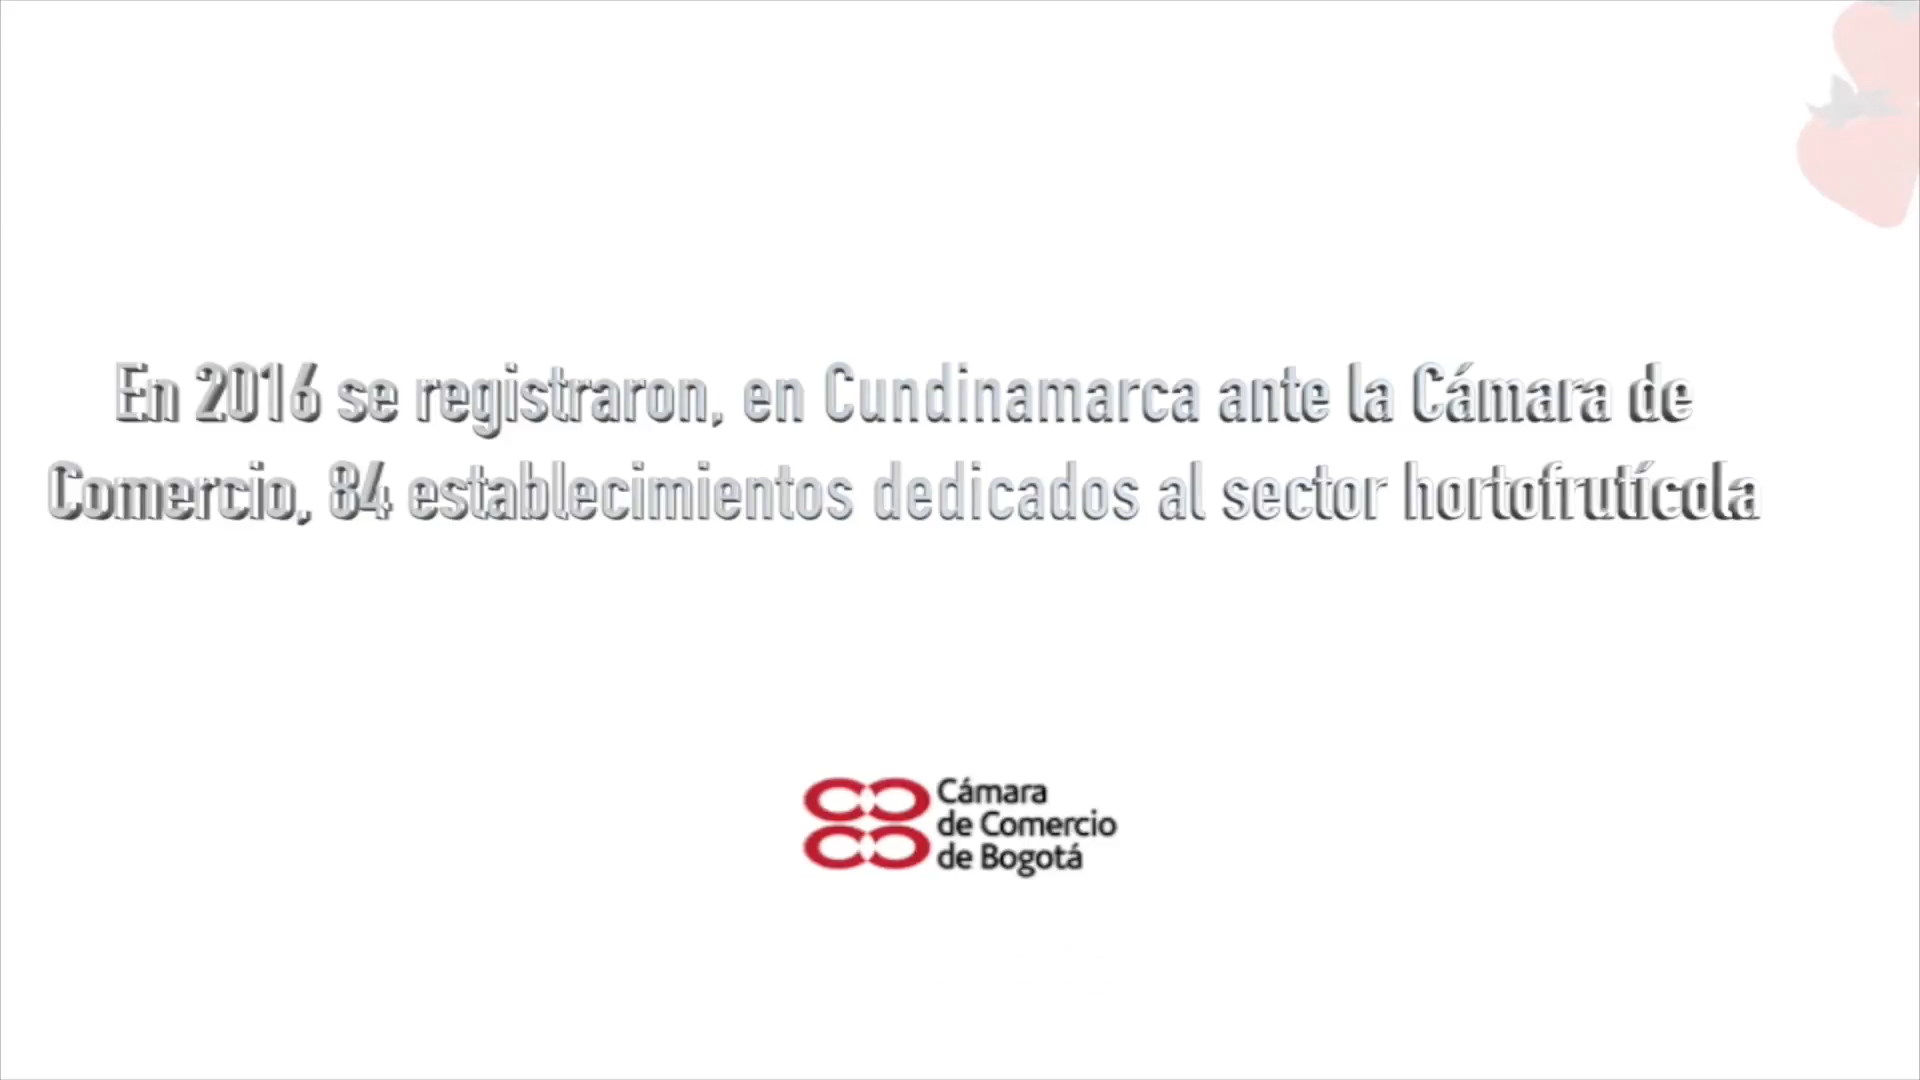 En 2016 se registraron, en Cundinamarca ante la Cámara de
Comercio, 84 establecimientos dedicados al sector hortofrutícola
Cámara
de Comercio
de Bogotá